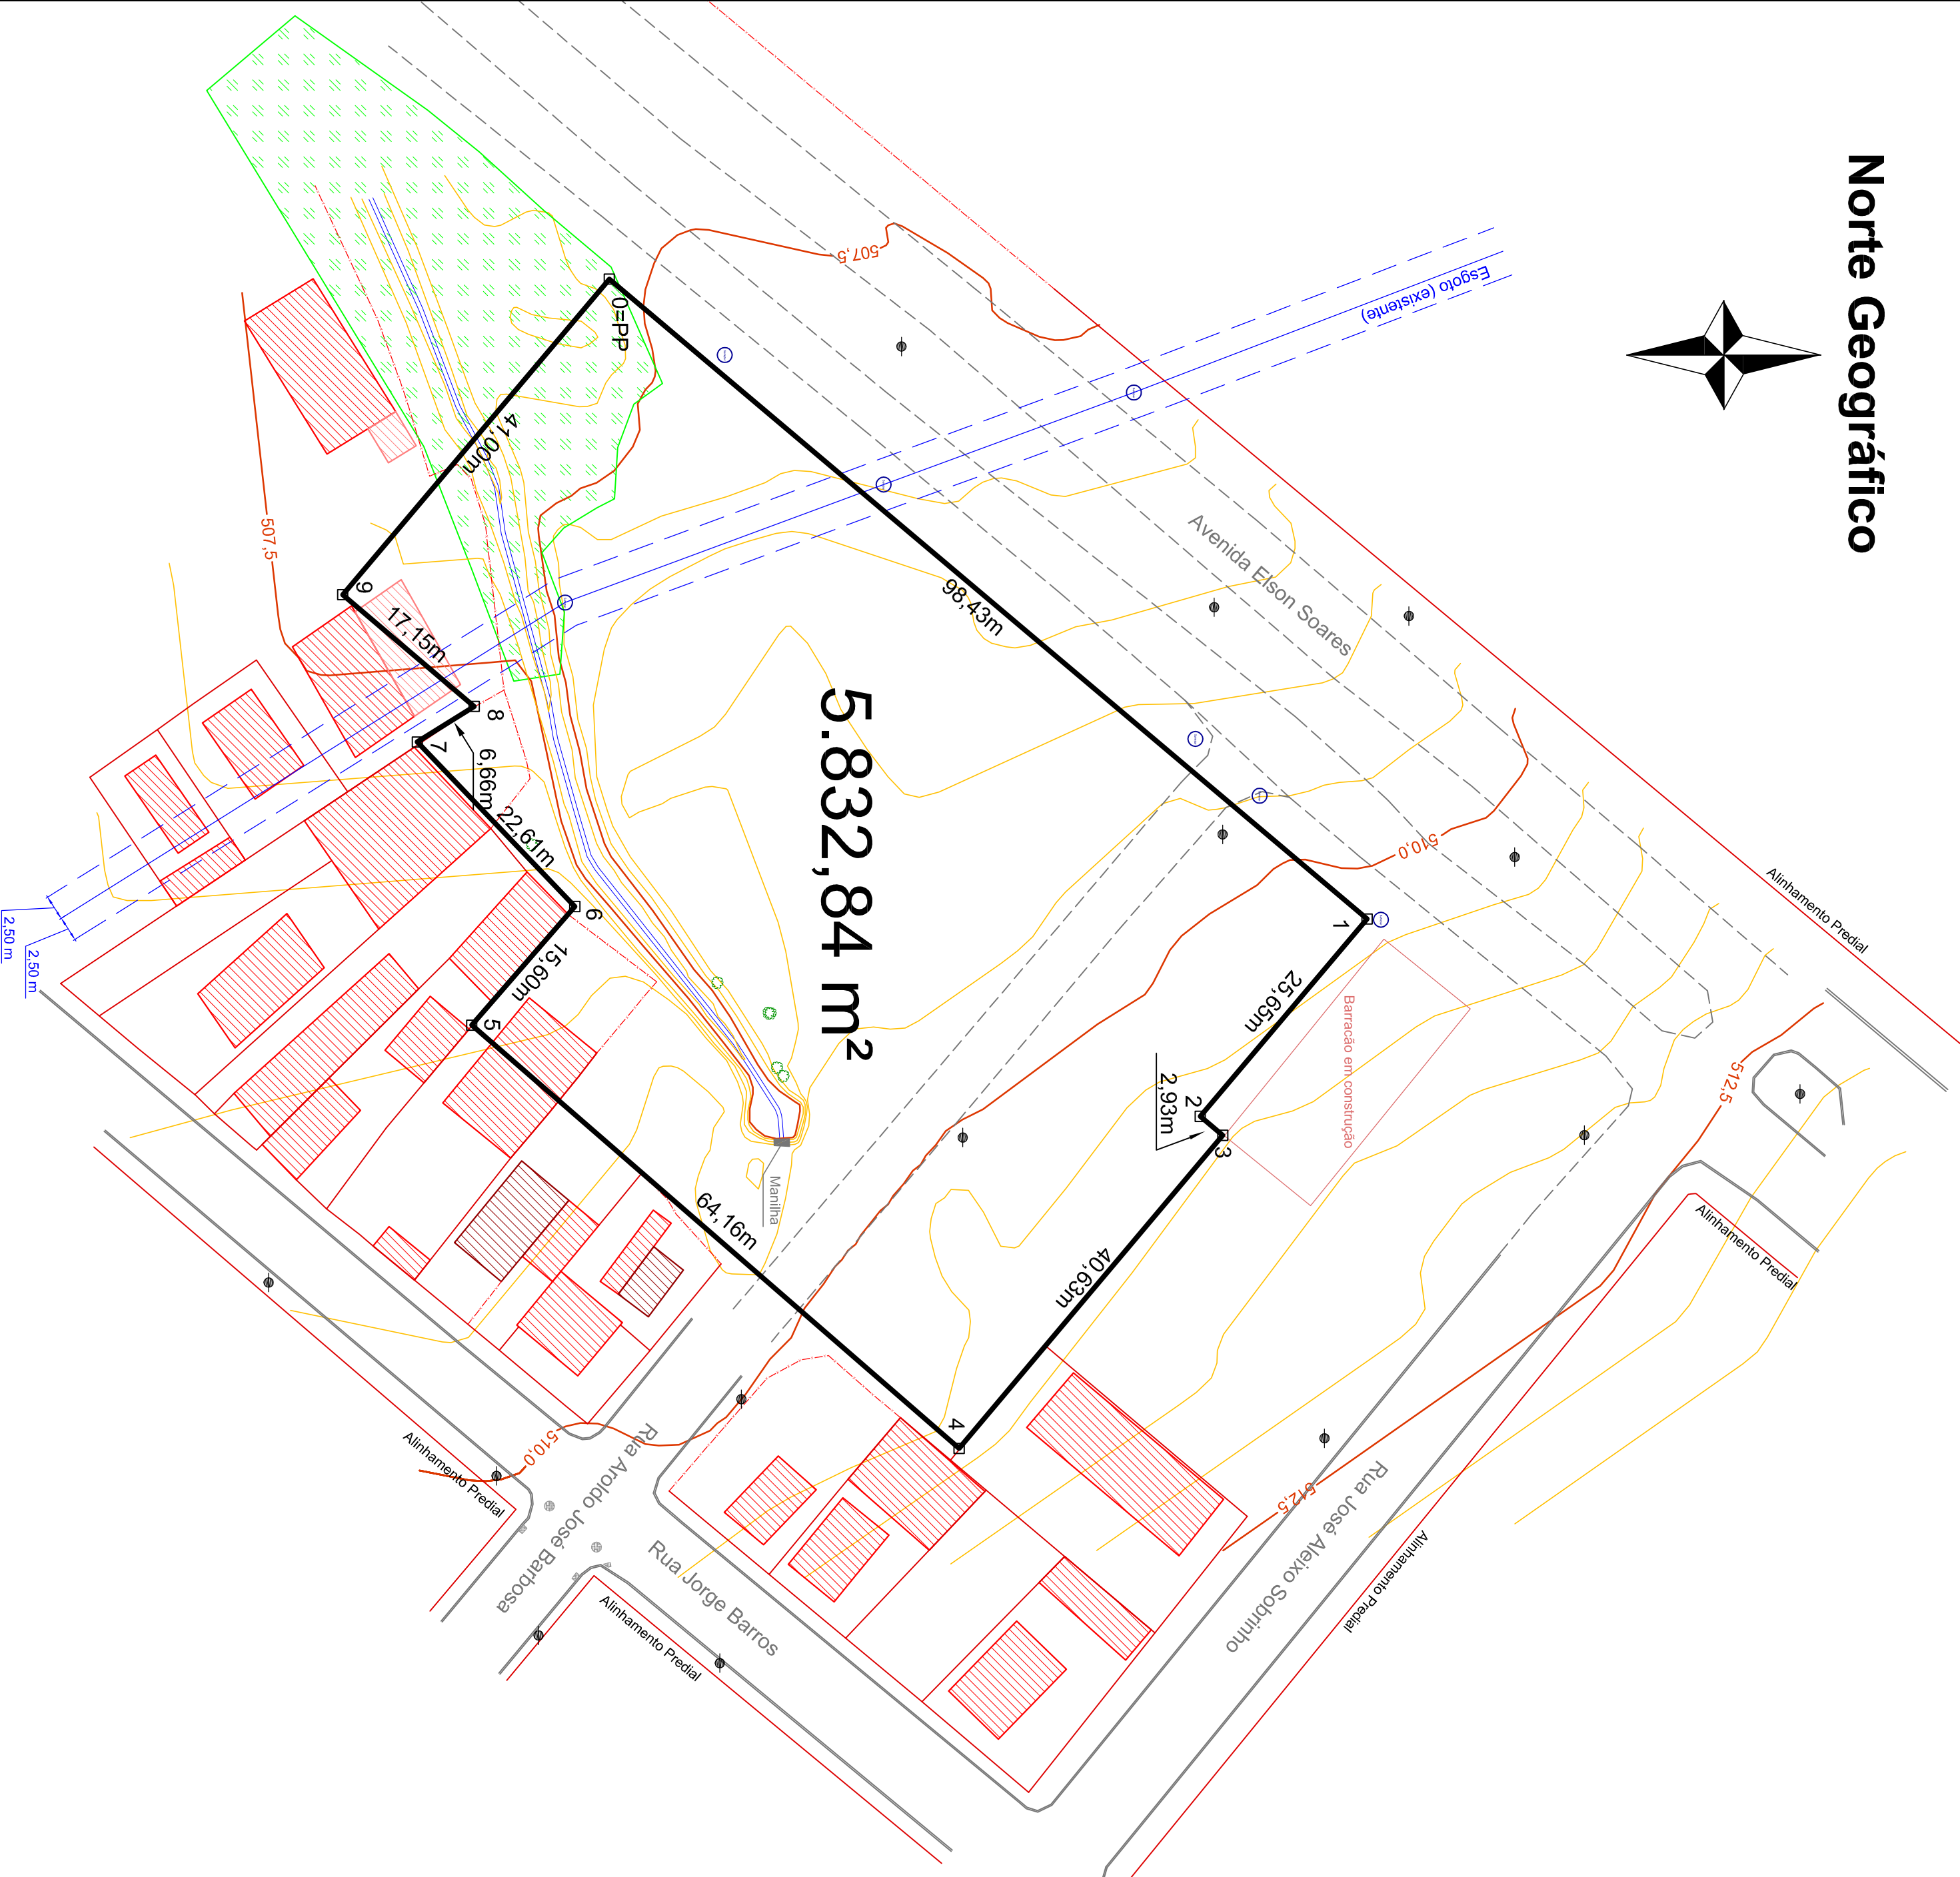 Norte Geográfico
Esgoto (existente)
507,5
0=PP
41,00m
98,43m
Avenida Elson Soares
507,5
9
17,15m
8
7
6,66m
22,61m
5.832,84 m²
510,0
Alinhamento Predial
1
6
15,60m
5
25,65m
Barracão em construção
2
2,93m
3
512,5
2,50 m
2,50 m
Manilha
64,16m
40,63m
Alinhamento Predial
4
510,0
Alinhamento Predial
Rua Aroldo José Barbosa
Rua Jorge Barros
Alinhamento Predial
512,5
Rua José Aleixo Sobrinho
Alinhamento Predial